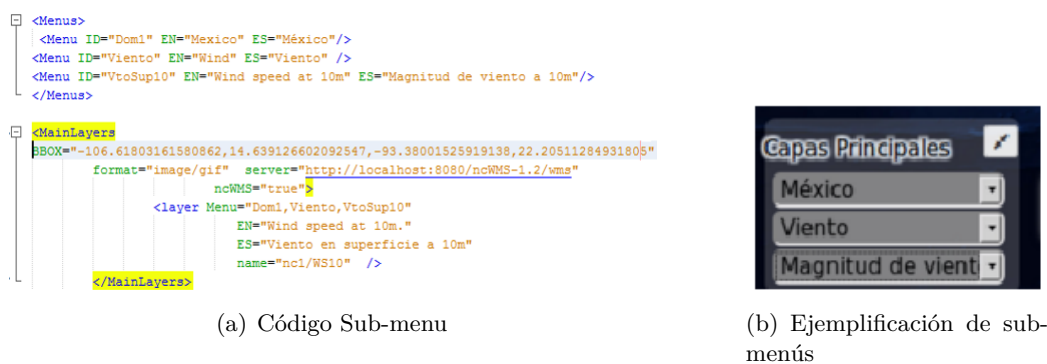 <Menus>
<Menu ID="Dom1" EN="Mexico" ES="México"/>
<Menu ID="Viento" EN="Wind" ES="Viento" />
<Menu ID="VtoSup10" EN="Wind speed at 10m" ES="Magnitud de viento a 10m"/>
</Menus>
<MainLayers
BBOX="-106.61803161580862,14.639126602092547,-93.38001525919138,22.20511284931805"
format="image/gif" server="http://localhost:8080/ncWMS-1.2/wms"
ncWMS="true">
<layer Menu="Dom1,Viento,VtoSup10"
EN="Wind speed at 10m."
ES="Viento en superficie a 10m"
name="nc1/WS10" />
</MainLayers>
(a) Código Sub-menu
Capas Principales
México
Viento
Magnitud de vient
(b) Ejemplificación de sub-
menús